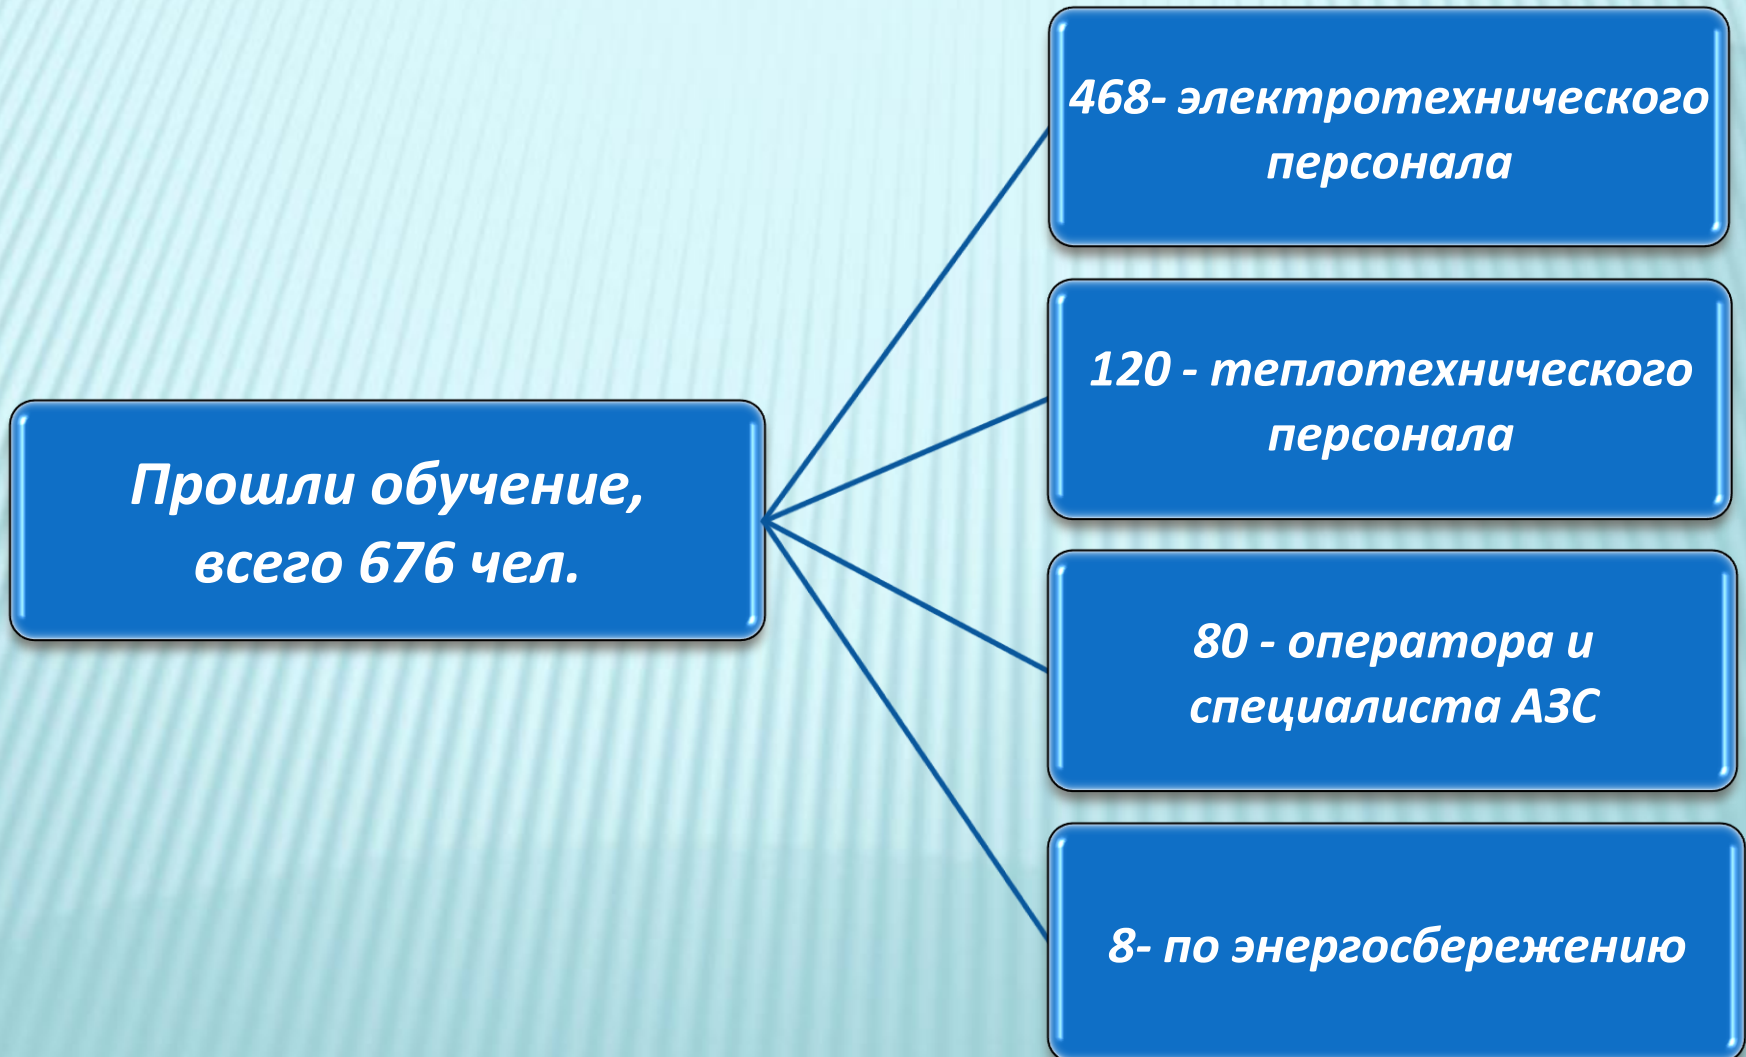 Прошли обучение,
всего 676 чел.
468- электротехнического
персонала
120 - теплотехнического
персонала
80 - оператора и
специалиста АЗС
8- по энергосбережению